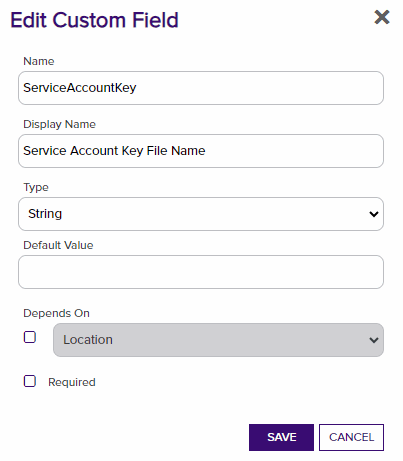 Edit Custom Field
Name
ServiceAccountKey
Display Name
Service Account Key File Name
Type
String
Default Value
Depends On
Location
Required
SAVE CANCEL